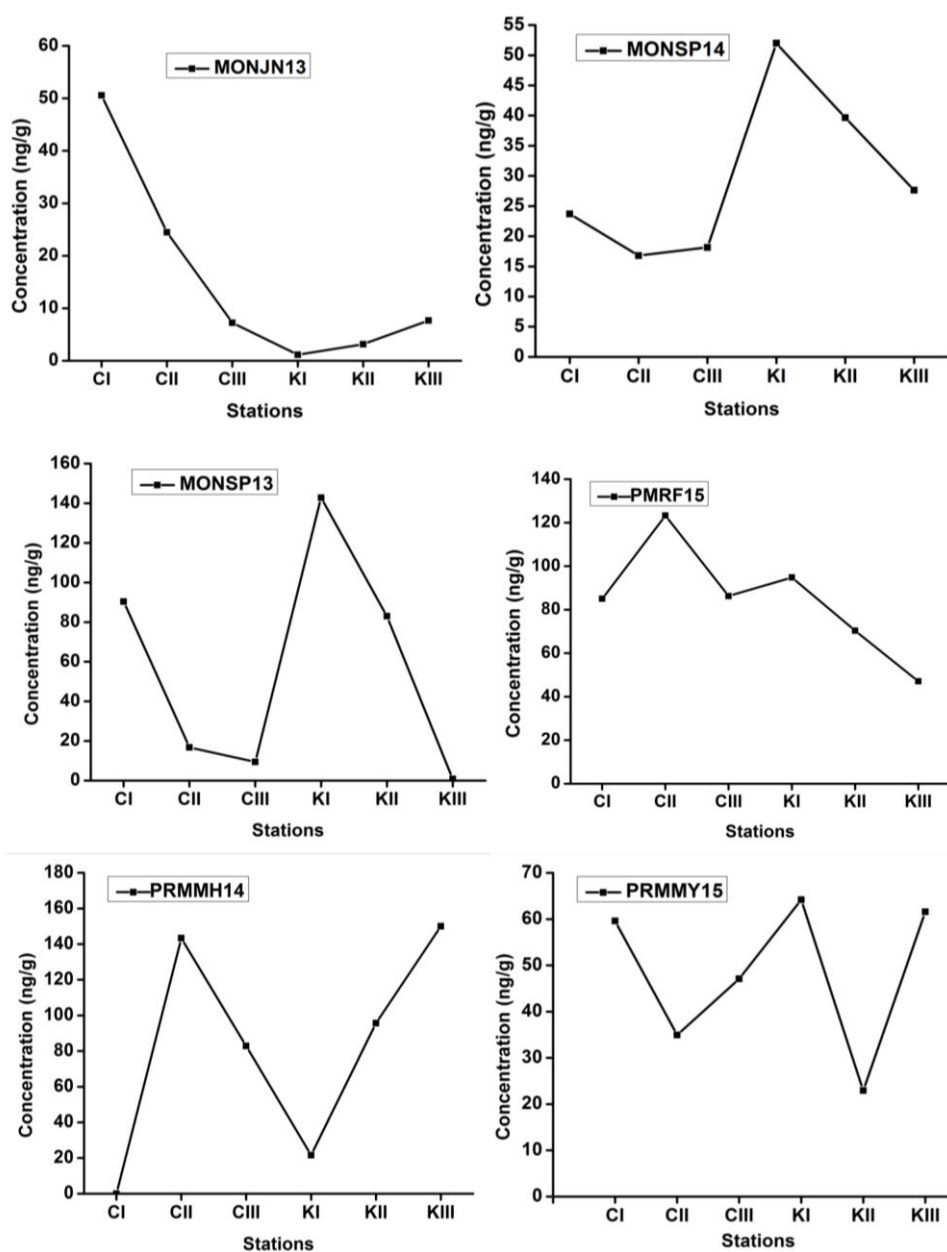 MONJN13
Concentration (ng/g)
60
50
40
30
20
10
0
CI CII CIII KI KII KIII
Stations
MONSP14
Concentration (ng/g)
55
50
45
40
35
30
25
20
15
10
5
0
CI CII CIII KI KII KIII
Stations
MONSP13
Concentration (ng/g)
160
140
120
100
80
60
40
20
0
CI CII CIII KI KII KIII
Stations
PMRF15
Concentration (ng/g)
140
120
100
80
60
40
20
0
CI CII CIII KI KII KIII
Stations
PRMMH14
Concentration (ng/g)
180
160
140
120
100
80
60
40
20
0
CI CII CIII KI KII KIII
Stations
PRMMY15
Concentration (ng/g)
70
60
50
40
30
20
10
0
CI CII CIII KI KII KIII
Stations